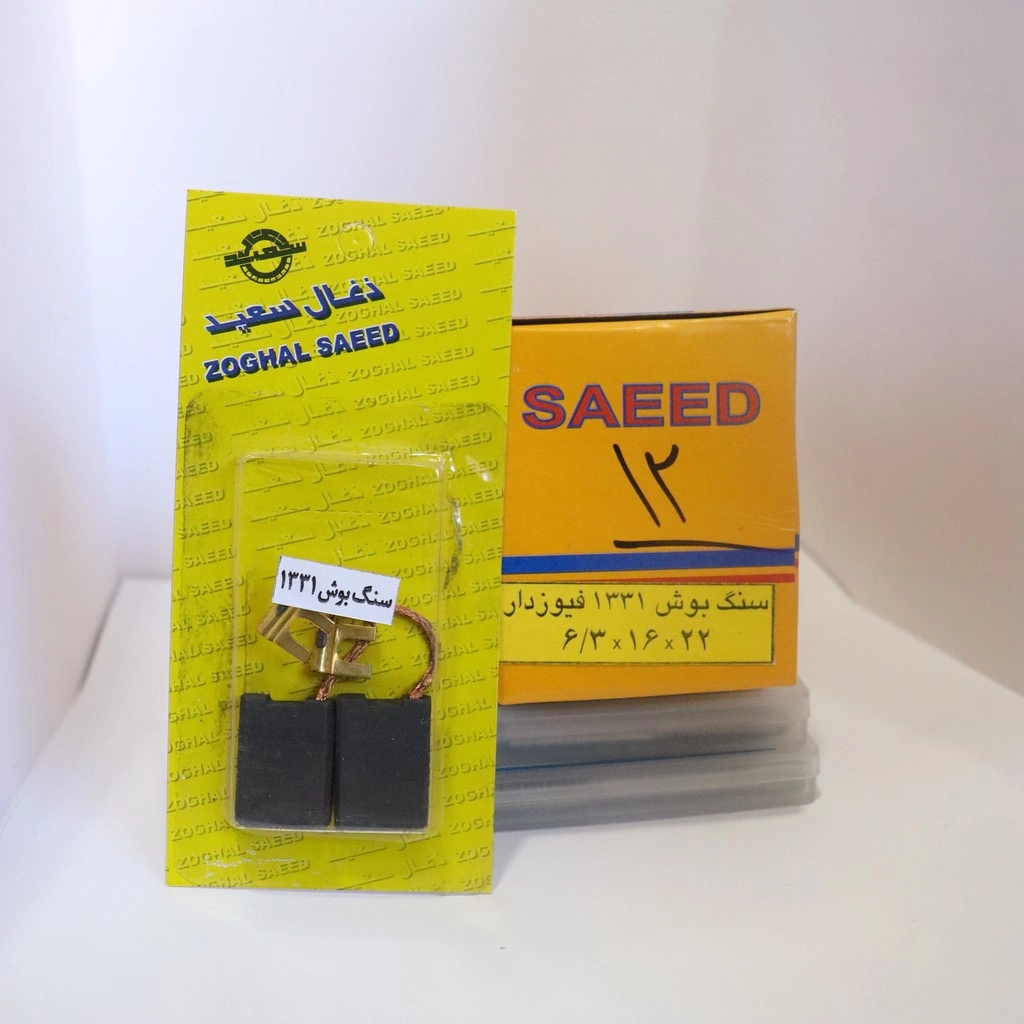 سعید
ذغال سعید
ZOGHAL SAEED
سنگ بوش ۱۳۳۱
SAEED
۱۲
سنگ بوش ۱۳۳۱ فیوزدار
۶/۳ × ۱۶ × ۲۲